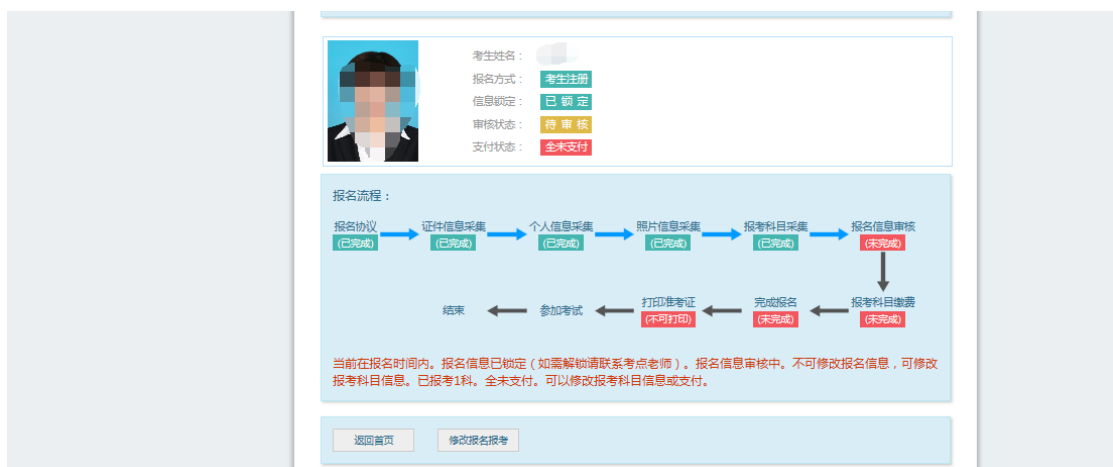 考生姓名：
报名方式： 考生注册
信息锁定： 已 锁 定
审核状态： 待 审 核
支付状态： 全未支付
报名流程：
报名协议 证件信息采集 个人信息采集 照片信息采集 报考科目采集 报名信息审核
(已完成) (已完成) (已完成) (已完成) (已完成) (未完成)
结束 参加考试 打印准考证 完成报名 报考科目缴费
(不可打印) (未完成) (未完成)
当前在报名时间内。报名信息已锁定（如需解锁请联系考点老师）。报名信息审核中。不可修改报名信息，可修改
报考科目信息。已报考1科。全未支付。可以修改报考科目信息或支付。
返回首页 修改报名报考